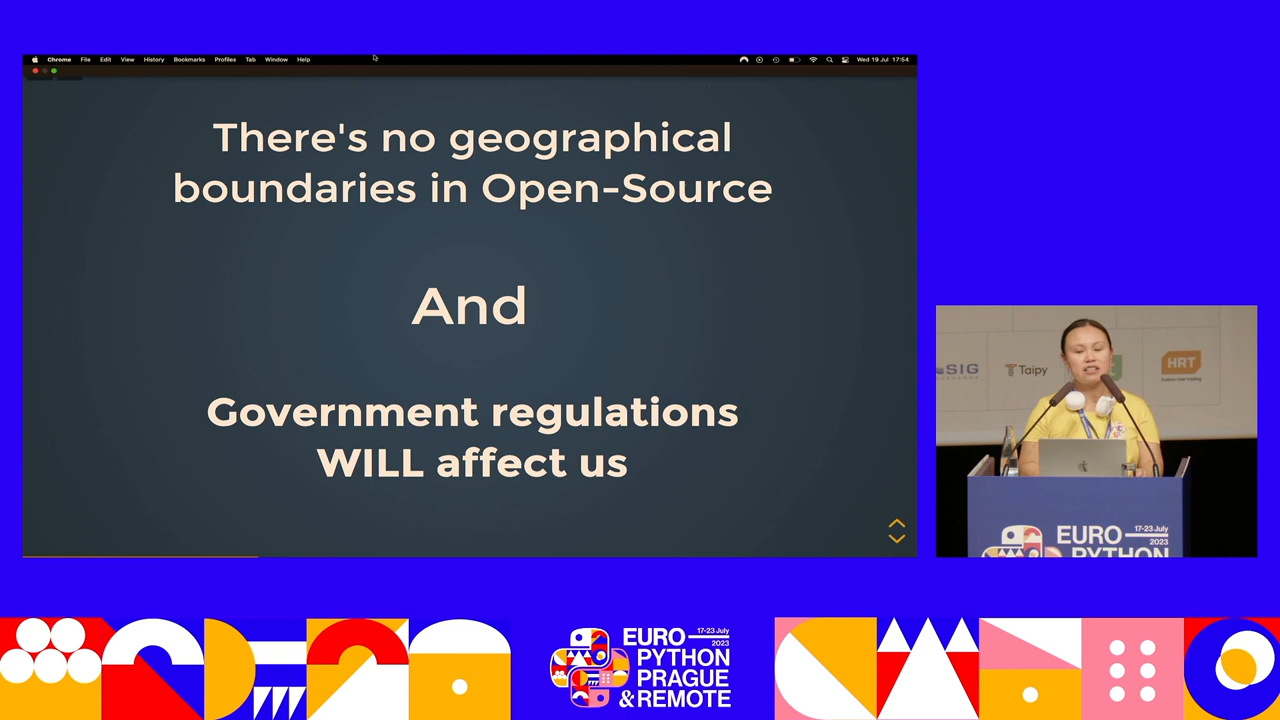 Chrome File Edit View History Bookmarks Profiles Tab Window Help
Wed 19 Jul 17:54
There's no geographical
boundaries in Open-Source
And
Government regulations
WILL affect us
SIG
Taipy
HRT
EURO 17-23 July
2023
PYTHON
EURO 17-23 July
2023
PYTHON
PRAGUE
& REMOTE